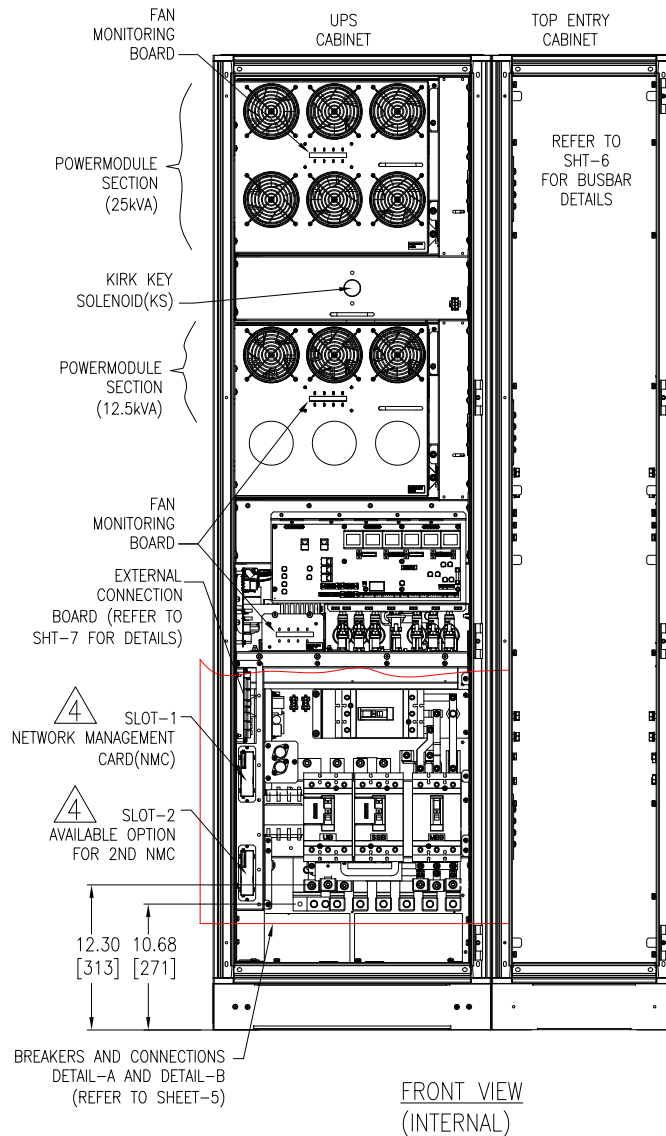 FAN
MONITORING
BOARD
UPS
CABINET
TOP ENTRY
CABINET
POWERMODULE
SECTION
(25kVA)
REFER TO
SHT-6
FOR BUSBAR
DETAILS
KIRK KEY
SOLENOID(KS)
POWERMODULE
SECTION
(12.5kVA)
FAN
MONITORING
BOARD
EXTERNAL
CONNECTION
BOARD (REFER TO
SHT-7 FOR DETAILS)
4
SLOT-1
NETWORK MANAGEMENT
CARD(NMC)
4
SLOT-2
AVAILABLE OPTION
FOR 2ND NMC
UIB
SSIB
MBB
12.30
[313]
10.68
[271]
BREAKERS AND CONNECTIONS
DETAIL-A AND DETAIL-B
(REFER TO SHEET-5)
FRONT VIEW
(INTERNAL)